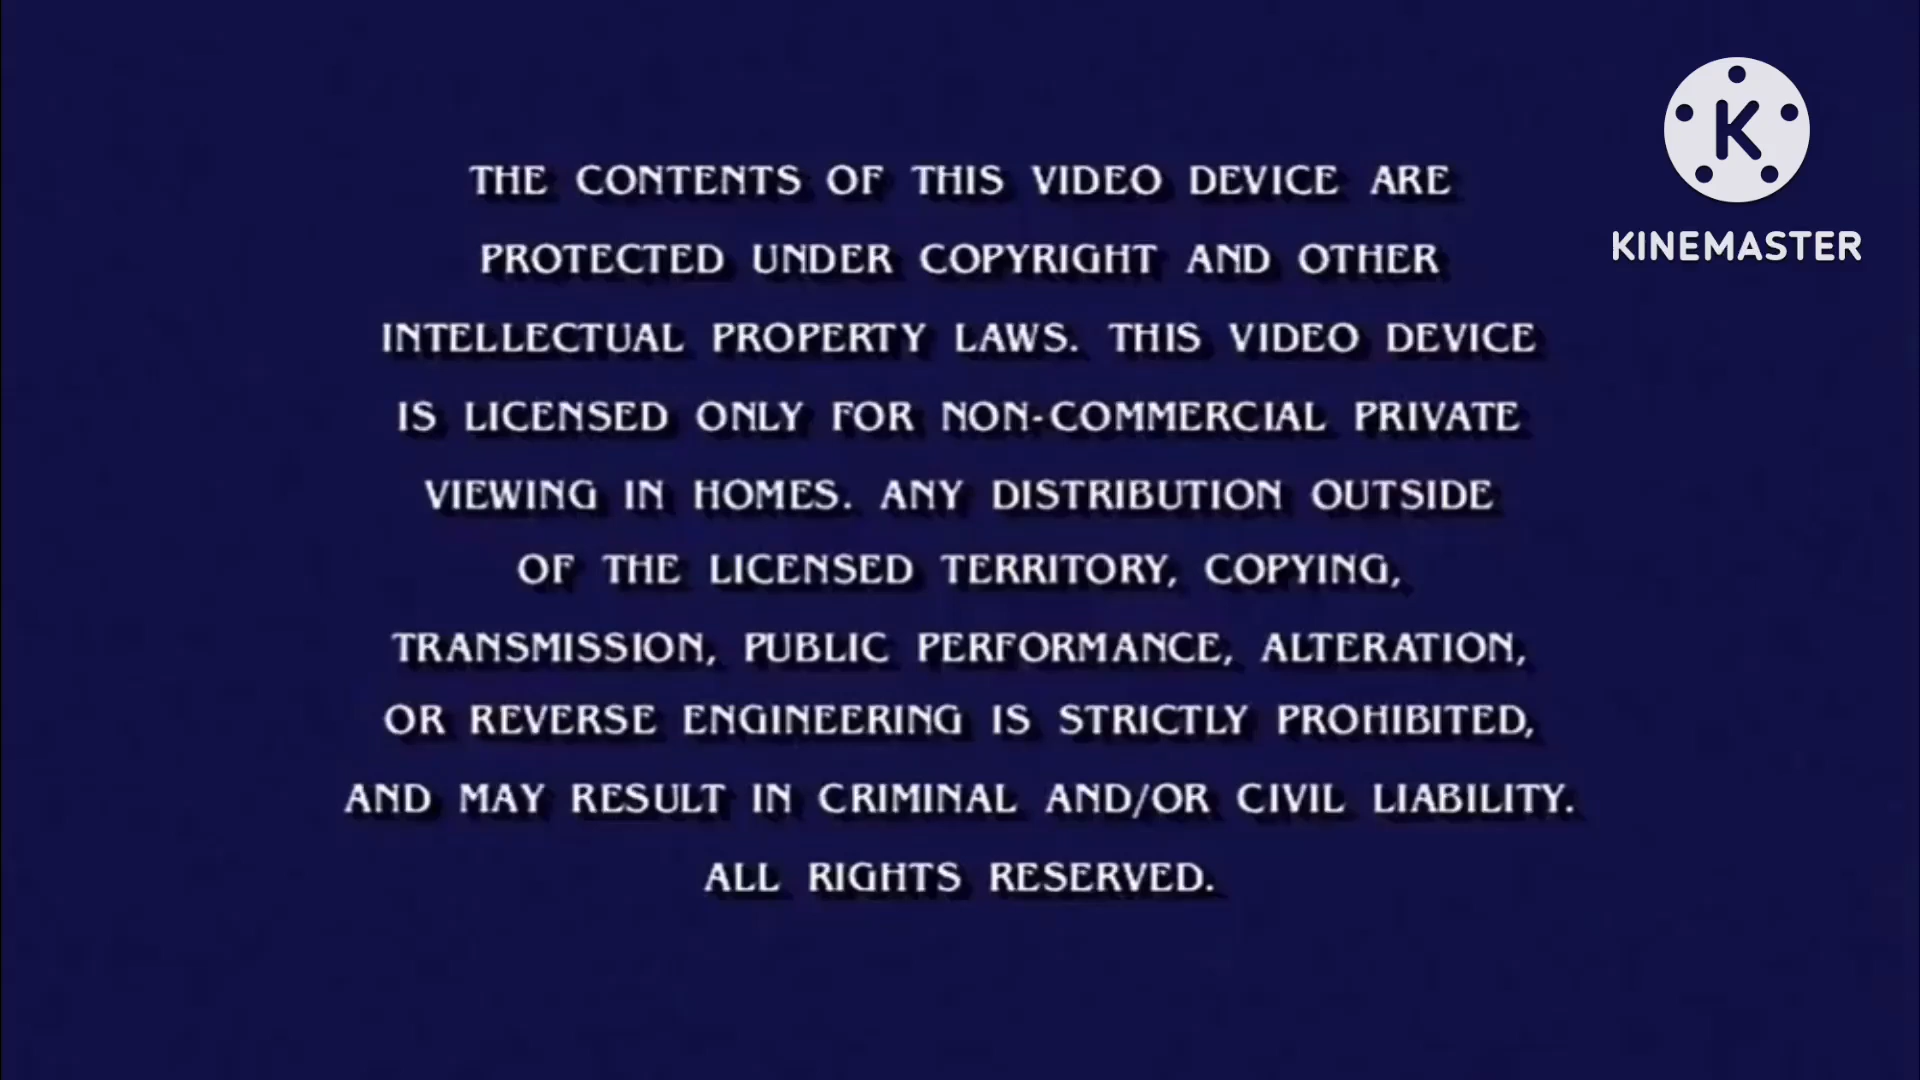 THE CONTENTS OF THIS VIDEO DEVICE ARE
PROTECTED UNDER COPYRIGHT AND OTHER
INTELLECTUAL PROPERTY LAWS. THIS VIDEO DEVICE
IS LICENSED ONLY FOR NON-COMMERCIAL PRIVATE
VIEWING IN HOMES. ANY DISTRIBUTION OUTSIDE
OF THE LICENSED TERRITORY, COPYING,
TRANSMISSION, PUBLIC PERFORMANCE, ALTERATION,
OR REVERSE ENGINEERING IS STRICTLY PROHIBITED,
AND MAY RESULT IN CRIMINAL AND/OR CIVIL LIABILITY.
ALL RIGHTS RESERVED.
K
KINEMASTER